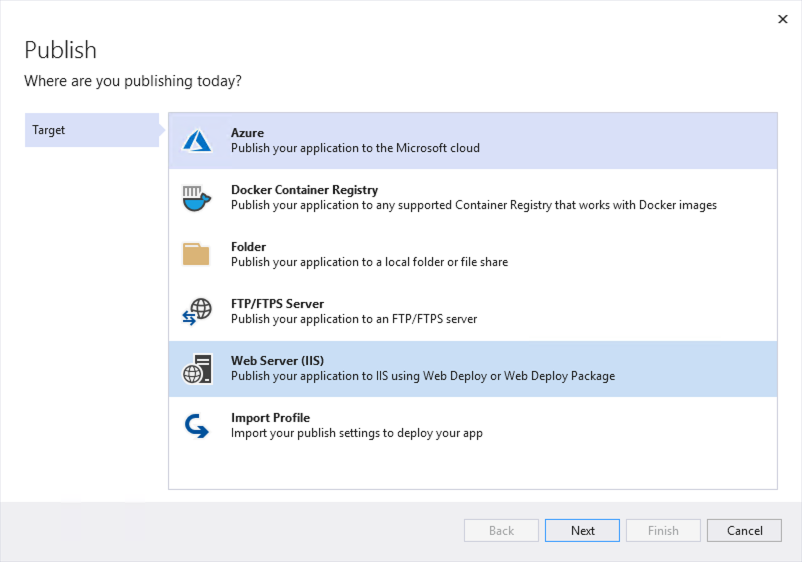 Publish
Where are you publishing today?
Target
Azure
Publish your application to the Microsoft cloud
Docker Container Registry
Publish your application to any supported Container Registry that works with Docker images
Folder
Publish your application to a local folder or file share
FTP/FTPS Server
Publish your application to an FTP/FTPS server
Web Server (IIS)
Publish your application to IIS using Web Deploy or Web Deploy Package
Import Profile
Import your publish settings to deploy your app
Back
Next
Finish
Cancel